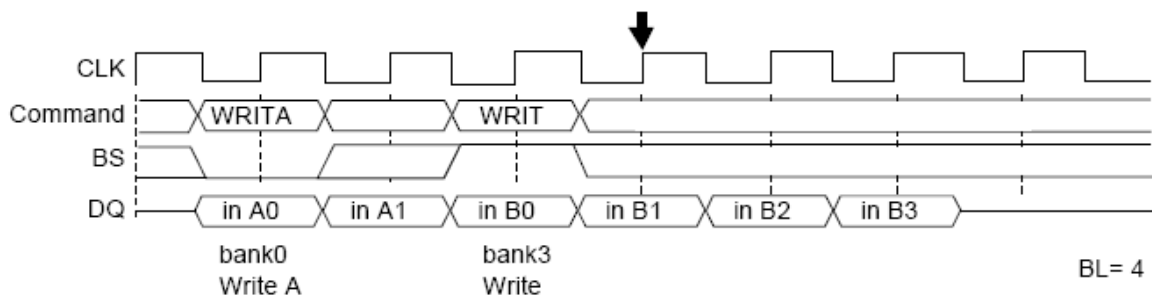 CLK
Command WRITA WRIT
BS
DQ in A0 in A1 in B0 in B1 in B2 in B3
bank0 bank3
Write A Write BL= 4